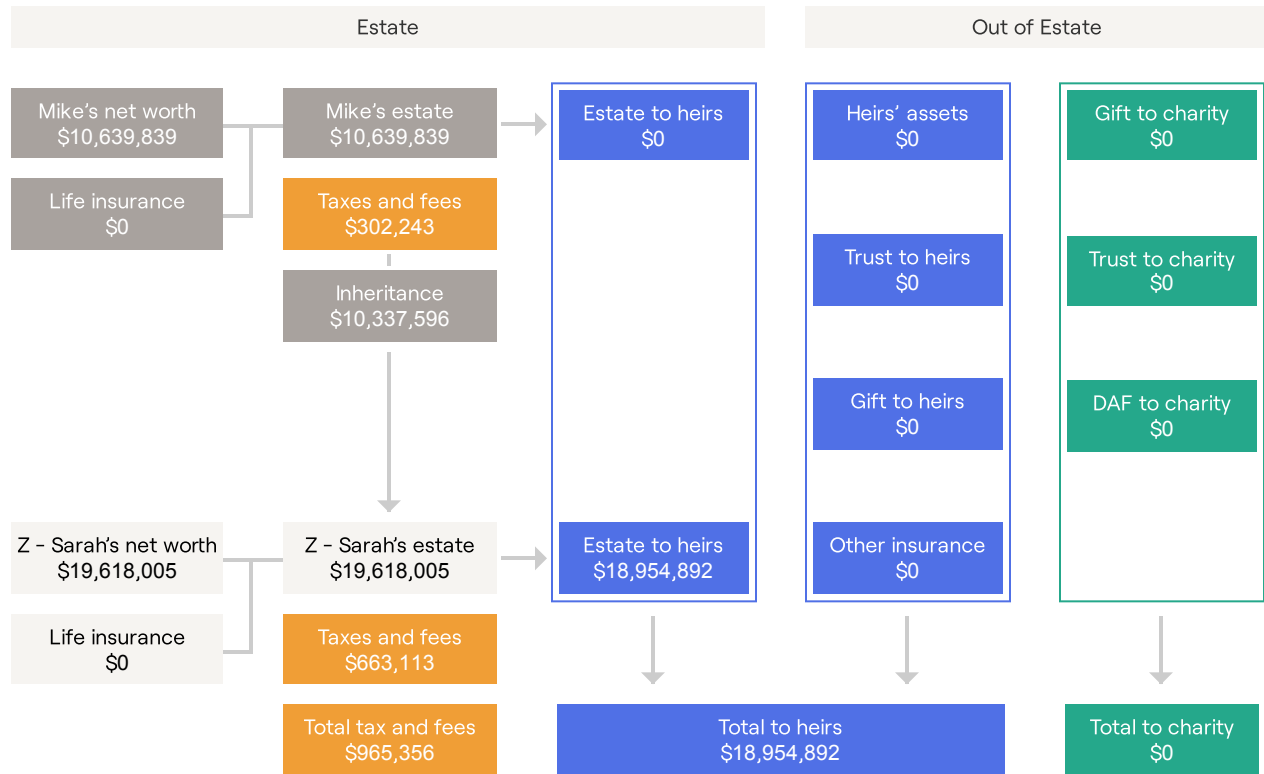 Estate
Out of Estate
Mike’s net worth
$10,639,839
Mike’s estate
$10,639,839
Estate to heirs
$0
Heirs’ assets
$0
Gift to charity
$0
Life insurance
$0
Taxes and fees
$302,243
Trust to heirs
$0
Trust to charity
$0
Inheritance
$10,337,596
Gift to heirs
$0
DAF to charity
$0
Z - Sarah’s net worth
$19,618,005
Z - Sarah’s estate
$19,618,005
Estate to heirs
$18,954,892
Other insurance
$0
Life insurance
$0
Taxes and fees
$663,113
Total tax and fees
$965,356
Total to heirs
$18,954,892
Total to charity
$0